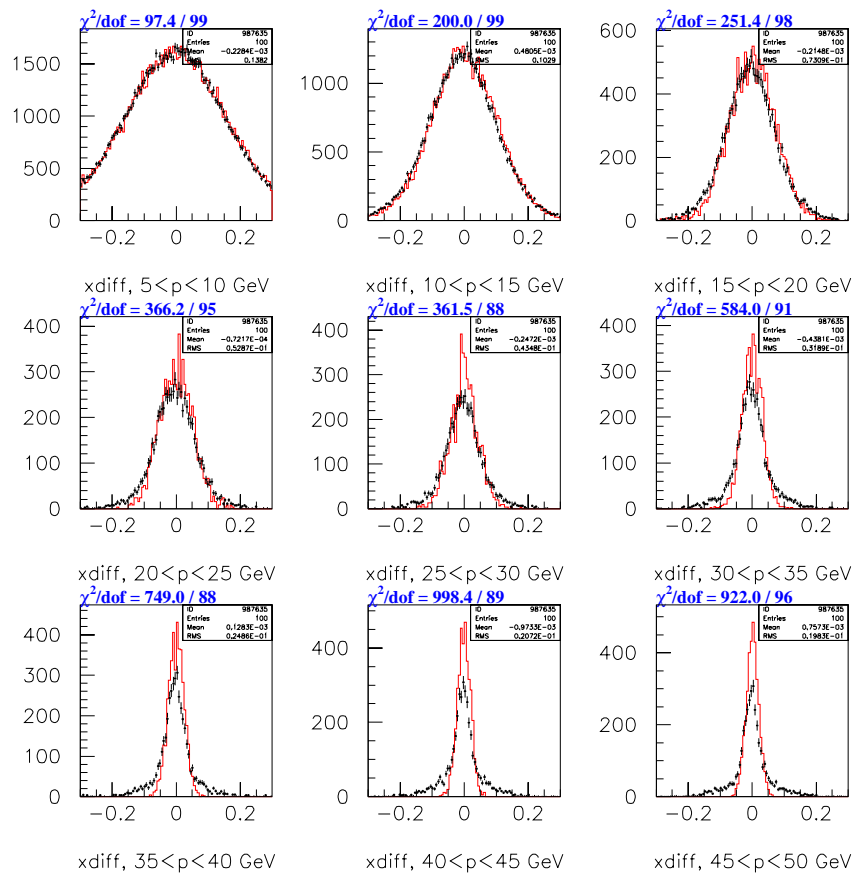 χ²/dof = 97.4 / 99
ID 987635
Entries 100
Mean -0.2284E-03
RMS 0.1382
1500
1000
500
0
-0.2 0 0.2
xdiff, 5<p<10 GeV
χ²/dof = 200.0 / 99
ID 987635
Entries 100
Mean 0.4805E-03
RMS 0.1029
1000
500
0
-0.2 0 0.2
xdiff, 10<p<15 GeV
χ²/dof = 251.4 / 98
ID 987635
Entries 100
Mean -0.2148E-03
RMS 0.7309E-01
600
400
200
0
-0.2 0 0.2
xdiff, 15<p<20 GeV
χ²/dof = 366.2 / 95
ID 987635
Entries 100
Mean -0.7217E-04
RMS 0.5287E-01
400
300
200
100
0
-0.2 0 0.2
xdiff, 20<p<25 GeV
χ²/dof = 361.5 / 88
ID 987635
Entries 100
Mean -0.2472E-03
RMS 0.4348E-01
400
300
200
100
0
-0.2 0 0.2
xdiff, 25<p<30 GeV
χ²/dof = 584.0 / 91
ID 987635
Entries 100
Mean -0.4381E-03
RMS 0.3189E-01
400
300
200
100
0
-0.2 0 0.2
xdiff, 30<p<35 GeV
χ²/dof = 749.0 / 88
ID 987635
Entries 100
Mean 0.1283E-03
RMS 0.2486E-01
400
300
200
100
0
-0.2 0 0.2
xdiff, 35<p<40 GeV
χ²/dof = 998.4 / 89
ID 987635
Entries 100
Mean -0.9733E-03
RMS 0.2072E-01
400
200
0
-0.2 0 0.2
xdiff, 40<p<45 GeV
χ²/dof = 922.0 / 96
ID 987635
Entries 100
Mean 0.7573E-03
RMS 0.1983E-01
400
200
0
-0.2 0 0.2
xdiff, 45<p<50 GeV